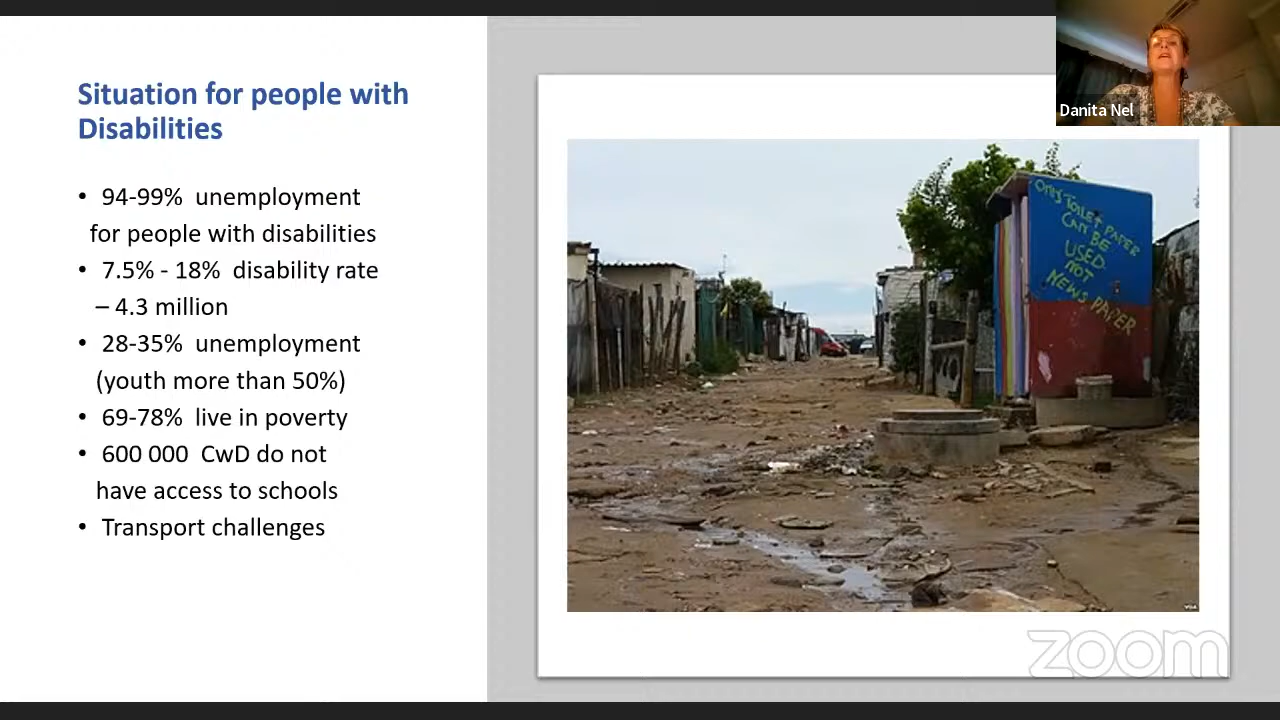 Situation for people with
Disabilities
• 94-99% unemployment
for people with disabilities
• 7.5% - 18% disability rate
– 4.3 million
• 28-35% unemployment
(youth more than 50%)
• 69-78% live in poverty
• 600 000 CwD do not
have access to schools
• Transport challenges
Danita Nel
ONLY TOILET PAPER
CAN BE
USED
NOT
NEWS PAPER
VOA
zoom